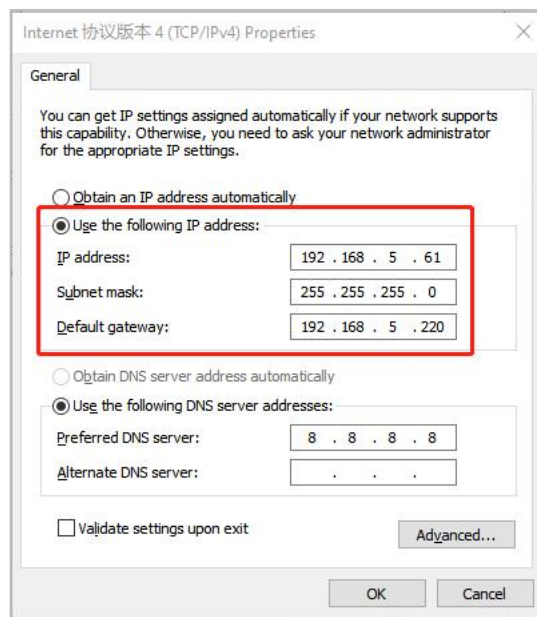 Internet 协议版本 4 (TCP/IPv4) Properties
General
You can get IP settings assigned automatically if your network supports
this capability. Otherwise, you need to ask your network administrator
for the appropriate IP settings.
Obtain an IP address automatically
Use the following IP address:
IP address: 192 . 168 . 5 . 61
Subnet mask: 255 . 255 . 255 . 0
Default gateway: 192 . 168 . 5 . 220
Obtain DNS server address automatically
Use the following DNS server addresses:
Preferred DNS server: 8 . 8 . 8 . 8
Alternate DNS server: . . .
Validate settings upon exit
Advanced...
OK Cancel